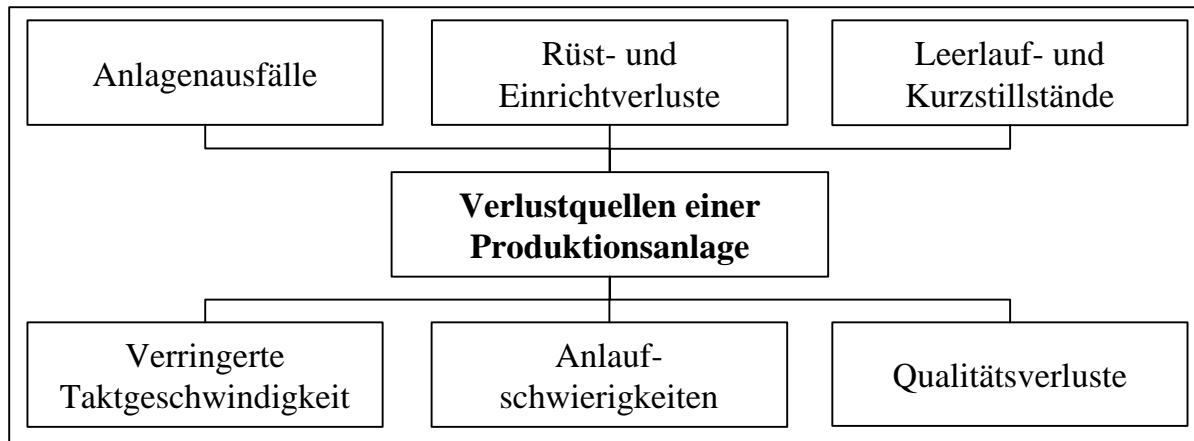 Anlagenausfälle
Rüst- und
Einrichtverluste
Leerlauf- und
Kurzstillstände
Verlustquellen einer
Produktionsanlage
Verringerte
Taktgeschwindigkeit
Anlauf-
schwierigkeiten
Qualitätsverluste